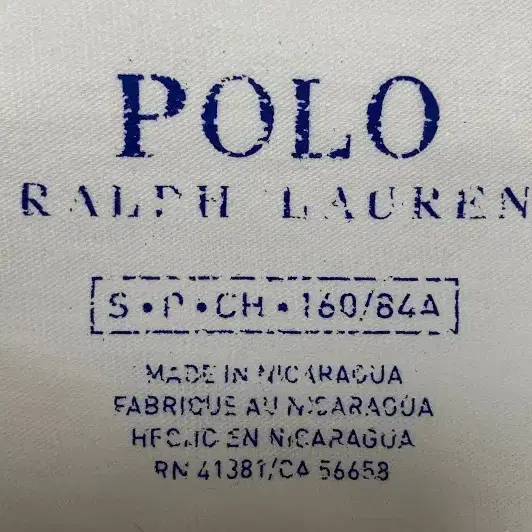 POLO
RALPH LAUREN
S • P • CH • 160/84A
MADE IN NICARAGUA
FABRIQUE AU NICARAGUA
HECHO EN NICARAGUA
RN 41381/CA 56658